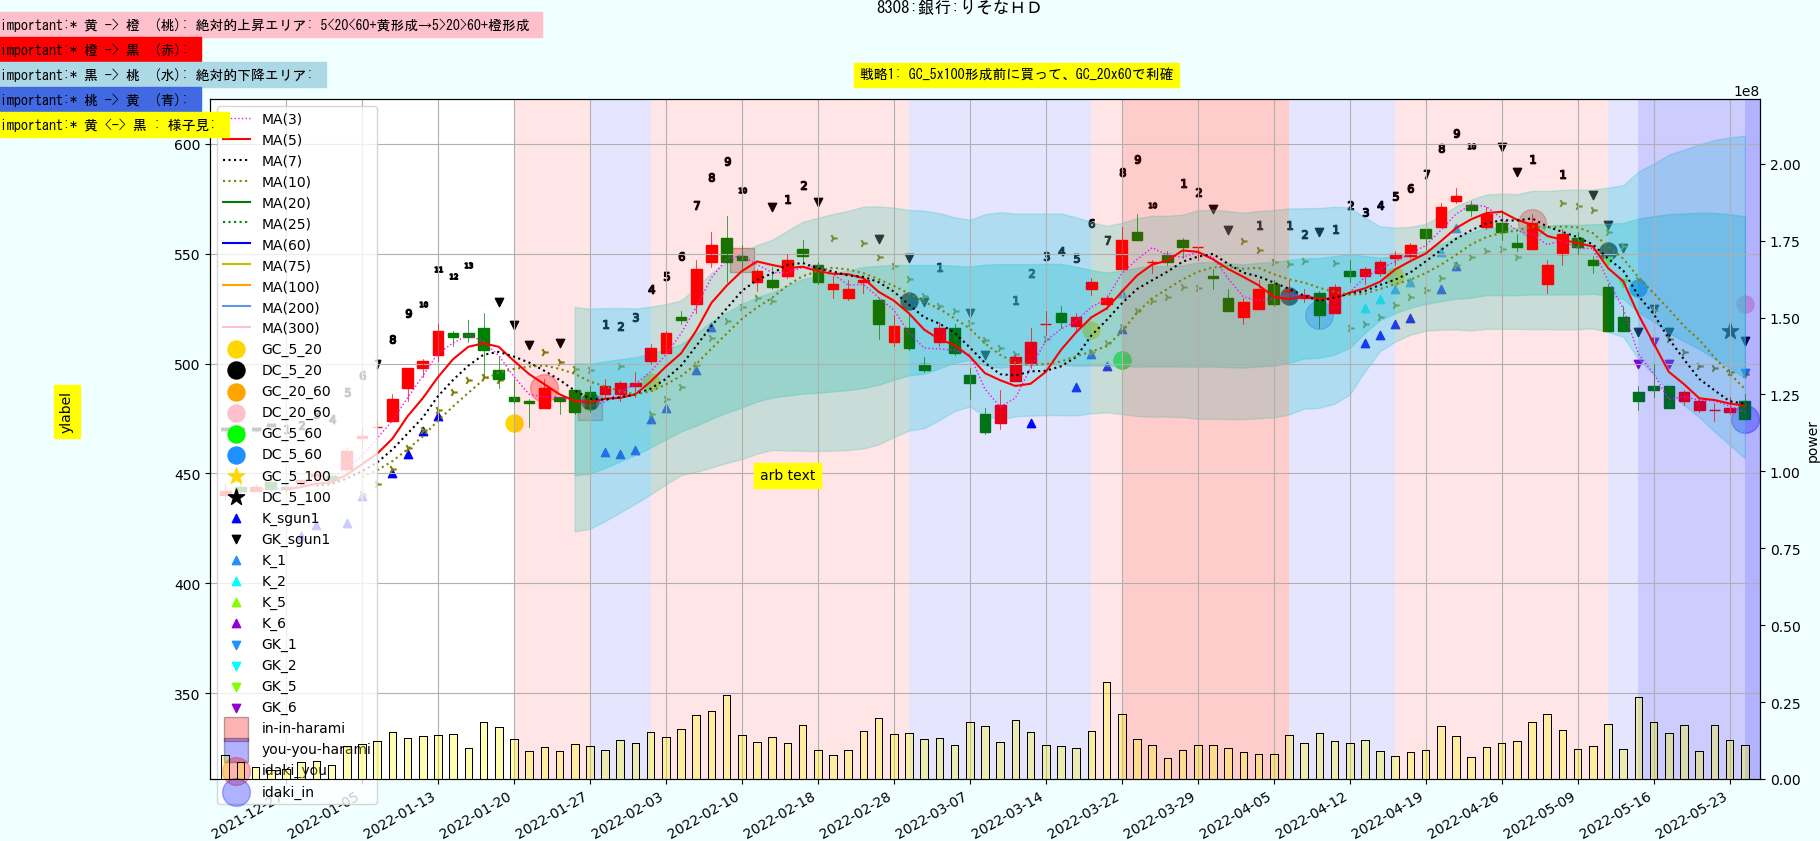 8308:銀行:りそなＨＤ
important:* 黄 -> 橙 (桃): 絶対的上昇エリア: 5<20<60+黄形成→5>20>60+橙形成
important:* 橙 -> 黒 (赤):
important:* 黒 -> 桃 (水): 絶対的下降エリア:
important:* 桃 -> 黄 (青):
important:* 黄 <-> 黒 : 様子見:
戦略1: GC_5x100形成前に買って、GC_20x60で利確
1e8
MA(3)
MA(5)
MA(7)
MA(10)
MA(20)
MA(25)
MA(60)
MA(75)
MA(100)
MA(200)
MA(300)
GC_5_20
DC_5_20
GC_20_60
DC_20_60
GC_5_60
DC_5_60
GC_5_100
DC_5_100
K_sgun1
GK_sgun1
K_1
K_2
K_5
K_6
GK_1
GK_2
GK_5
GK_6
in-in-harami
you-you-harami
idaki_you
idaki_in
600
550
500
450
400
350
ylabel
arb text
2.00
1.75
1.50
1.25
1.00
0.75
0.50
0.25
0.00
power
2022-01-05
2022-01-13
2022-01-20
2022-01-27
2022-02-03
2022-02-10
2022-02-18
2022-02-28
2022-03-07
2022-03-14
2022-03-22
2022-03-29
2022-04-05
2022-04-12
2022-04-19
2022-04-26
2022-05-09
2022-05-16
2022-05-23